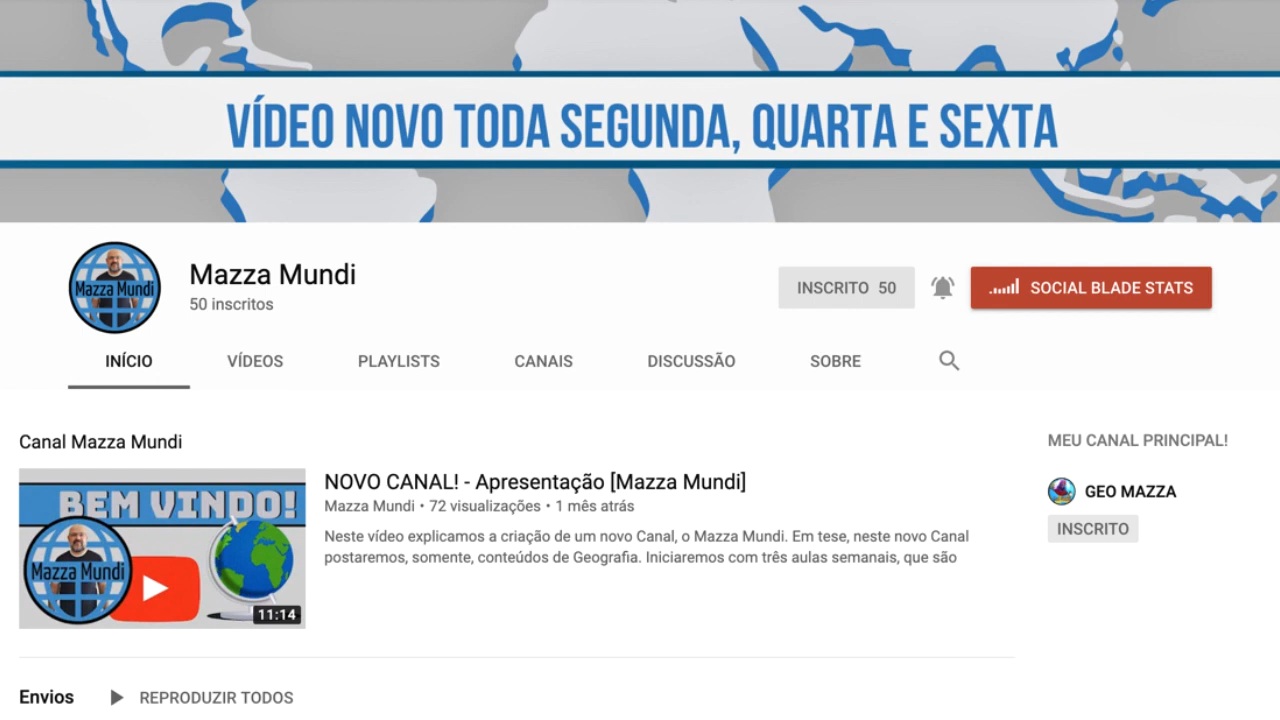 VÍDEO NOVO TODA SEGUNDA, QUARTA E SEXTA
Mazza Mundi
Mazza Mundi
50 inscritos
INSCRITO 50
SOCIAL BLADE STATS
INÍCIO VÍDEOS PLAYLISTS CANAIS DISCUSSÃO SOBRE
Canal Mazza Mundi
BEM VINDO!
Mazza Mundi
11:14
NOVO CANAL! - Apresentação [Mazza Mundi]
Mazza Mundi • 72 visualizações • 1 mês atrás
Neste vídeo explicamos a criação de um novo Canal, o Mazza Mundi. Em tese, neste novo Canal
postaremos, somente, conteúdos de Geografia. Iniciaremos com três aulas semanais, que são
MEU CANAL PRINCIPAL!
GEO MAZZA
INSCRITO
Envios REPRODUZIR TODOS